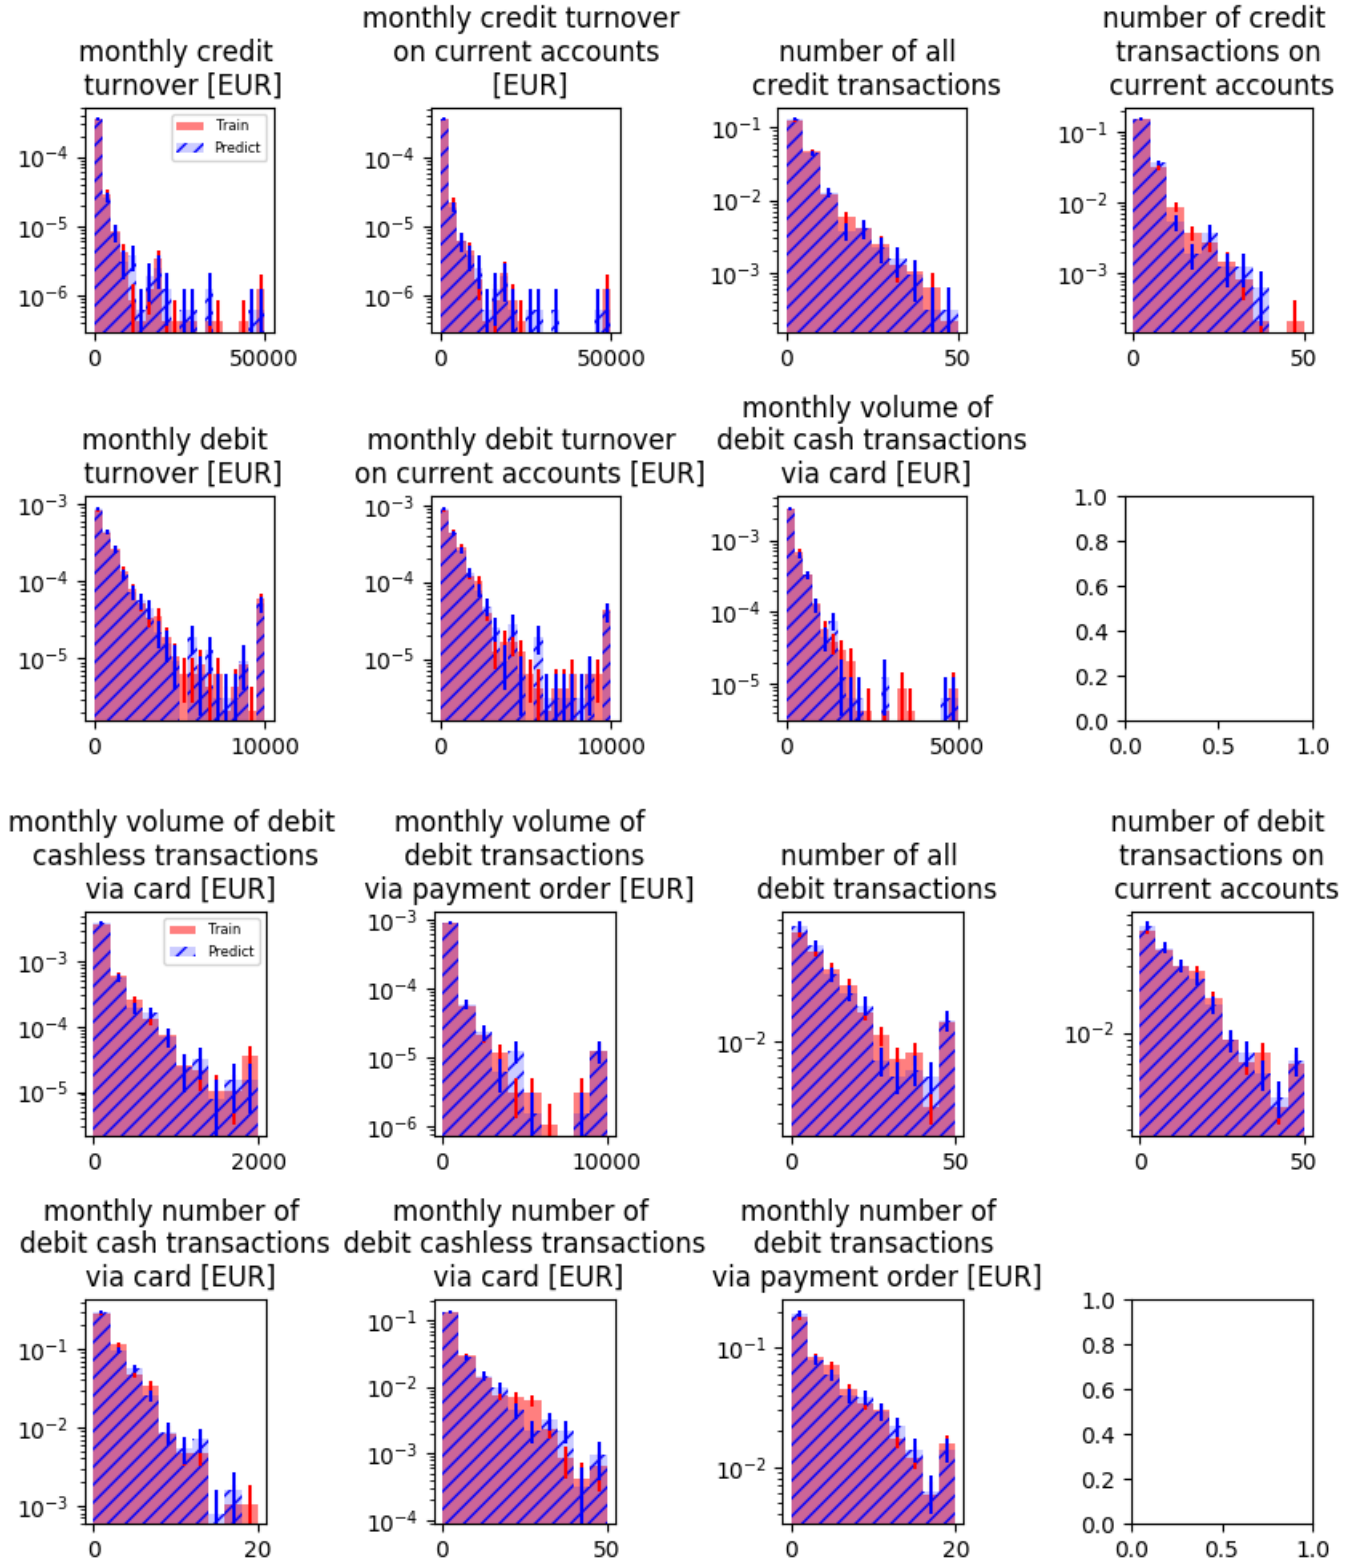 monthly credit
turnover [EUR]
monthly credit turnover
on current accounts
[EUR]
number of all
credit transactions
number of credit
transactions on
current accounts
Train
Predict
10⁻⁴
10⁻⁵
10⁻⁶
0
50000
10⁻⁴
10⁻⁵
10⁻⁶
0
50000
10⁻¹
10⁻²
10⁻³
0
50
10⁻¹
10⁻²
10⁻³
0
50
monthly debit
turnover [EUR]
monthly debit turnover
on current accounts [EUR]
monthly volume of
debit cash transactions
via card [EUR]
10⁻³
10⁻⁴
10⁻⁵
0
10000
10⁻³
10⁻⁴
10⁻⁵
0
10000
10⁻³
10⁻⁴
10⁻⁵
0
5000
1.0
0.8
0.6
0.4
0.2
0.0
0.0
0.5
1.0
monthly volume of debit
cashless transactions
via card [EUR]
monthly volume of
debit transactions
via payment order [EUR]
number of all
debit transactions
number of debit
transactions on
current accounts
Train
Predict
10⁻³
10⁻⁴
10⁻⁵
0
2000
10⁻³
10⁻⁴
10⁻⁵
10⁻⁶
0
10000
10⁻²
0
50
10⁻²
0
50
monthly number of
debit cash transactions
via card [EUR]
monthly number of
debit cashless transactions
via card [EUR]
monthly number of
debit transactions
via payment order [EUR]
10⁻¹
10⁻²
10⁻³
0
20
10⁻¹
10⁻²
10⁻³
10⁻⁴
0
50
10⁻¹
10⁻²
0
20
1.0
0.8
0.6
0.4
0.2
0.0
0.0
0.5
1.0